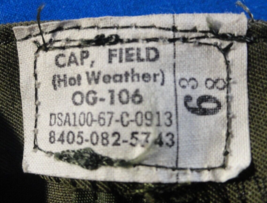 CAP, FIELD
(Hot Weather)
OG-106
DSA100-67-C-0913
8405-082-5743
6 3/8